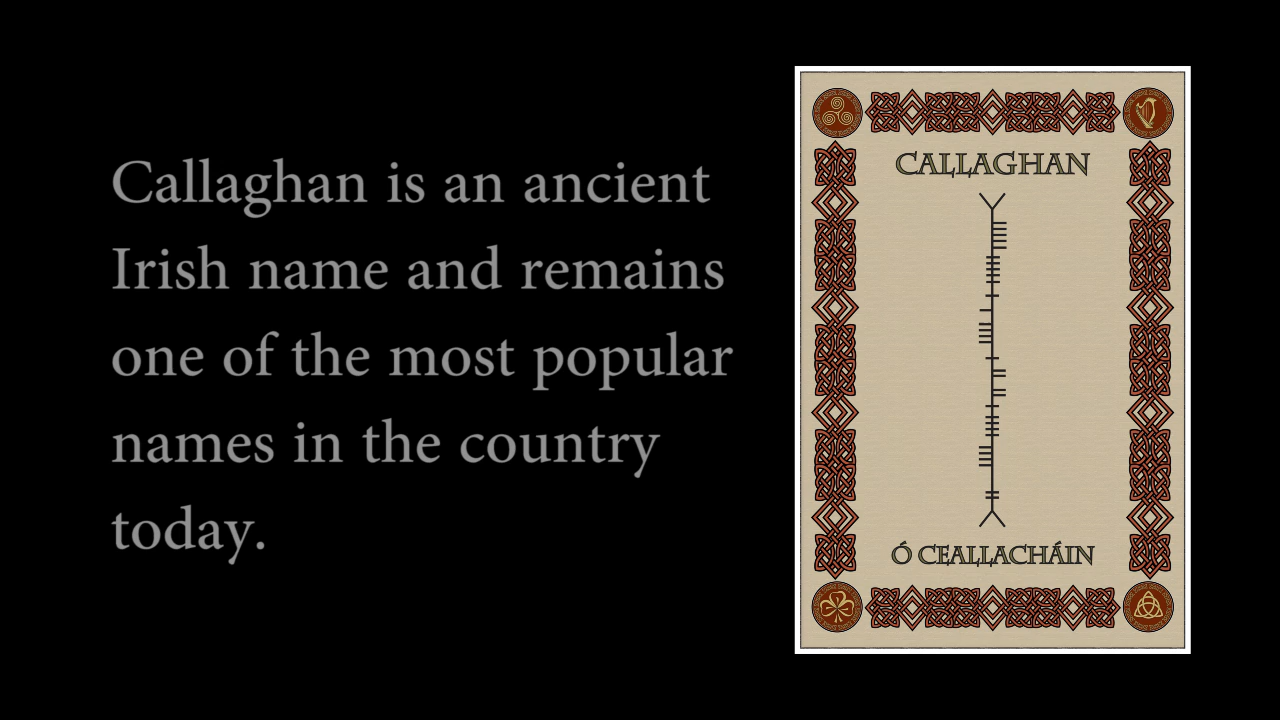 Callaghan is an ancient
Irish name and remains
one of the most popular
names in the country
today.
CALLAGHAN
᚛ᚑ ᚉᚓᚐᚂᚂᚐᚉᚆᚐᚔᚅ᚜
Ó CEALLACHÁIN